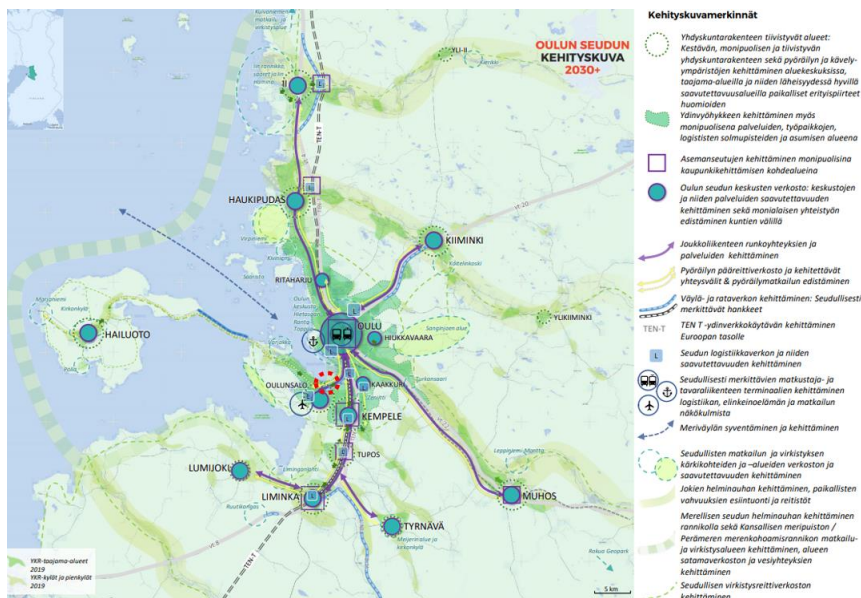 OULUN SEUDUN
KEHITYSKUVA
2030+
YLI-II
II
TEN-T
HAUKIPUDAS
KIIMINKI
RITAHARJU
OULU
HIUKKAVAARA
YLIKIIMINKI
Sanginjoen alue
HAILUOTO
OULUNSALO
KAAKKURI
KEMPELE
TUPOS
LUMIJOKI
LIMINKA
MUHOS
TYRNÄVÄ
TEN-T
Rokua Geopark
YKR-taajama-alueet
2019
YKR-kylät ja pienkylät
2019
5 km
Kehityskuvamerkinnät
Yhdyskuntarakenteen tiivistyvät alueet:
Kestävän, monipuolisen ja tiivistyvän
yhdyskuntarakenteen sekä pyöräilyn ja kävely-
ympäristöjen kehittäminen aluekeskuksissa,
taajama-alueilla ja niiden läheisyydessä hyvillä
saavutettavuusalueilla paikalliset erityispiirteet
huomioiden
Ydinvyöhykkeen kehittäminen myös
monipuolisena palveluiden, työpaikkojen,
logististen solmupisteiden ja asumisen alueena
Asemanseutujen kehittäminen monipuolisina
kaupunkikehittämisen kohdealueina
Oulun seudun keskusten verkosto: keskustojen
ja niiden palveluiden saavutettavuuden
kehittäminen sekä monialaisen yhteistyön
edistäminen kuntien välillä
Joukkoliikenteen runkoyhteyksien ja
palveluiden kehittäminen
Pyöräilyn pääreittiverkosto ja kehitettävät
yhteysvälit & pyöräilymatkailun edistäminen
Väylä- ja rataverkon kehittäminen: Seudullisesti
merkittävät hankkeet
TEN-T TEN T -ydinverkkokäytävän kehittäminen
Euroopan tasolle
L Seudun logistiikkaverkon ja niiden
saavutettavuuden kehittäminen
Seudullisesti merkittävien matkustaja- ja
tavaraliikenteen terminaalien kehittäminen
logistiikan, elinkeinoelämän ja matkailun
näkökulmista
Meriväylän syventäminen ja kehittäminen
Seudullisten matkailun ja virkistyksen
kärkikohteiden ja –alueiden verkoston ja
saavutettavuuden kehittäminen
Jokien helminauhan kehittäminen, paikallisten
vahvuuksien esiintuonti ja reitistöt
Merellisen seudun helminauhan kehittäminen
rannikolla sekä Kansallisen meripuiston /
Perämeren merenkohoamisrannikon matkailu-
ja virkistysalueen kehittäminen, alueen
satamaverkoston ja vesiyhteyksien
kehittäminen
Seudullisen virkistysreittiverkoston
kehittäminen